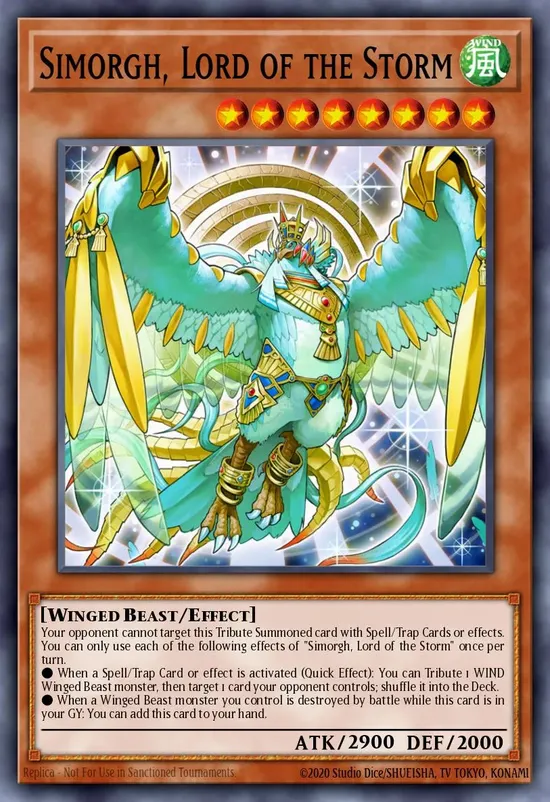 SIMORGH, LORD OF THE STORM
WIND
風
[WINGED BEAST/EFFECT]
Your opponent cannot target this Tribute Summoned card with Spell/Trap Cards or effects.
You can only use each of the following effects of "Simorgh, Lord of the Storm" once per
turn.
● When a Spell/Trap Card or effect is activated (Quick Effect): You can Tribute 1 WIND
Winged Beast monster, then target 1 card your opponent controls; shuffle it into the Deck.
● When a Winged Beast monster you control is destroyed by battle while this card is in
your GY: You can add this card to your hand.
ATK/2900 DEF/2000
Replica - Not For Use in Sanctioned Tournaments
©2020 Studio Dice/SHUEISHA, TV TOKYO, KONAMI